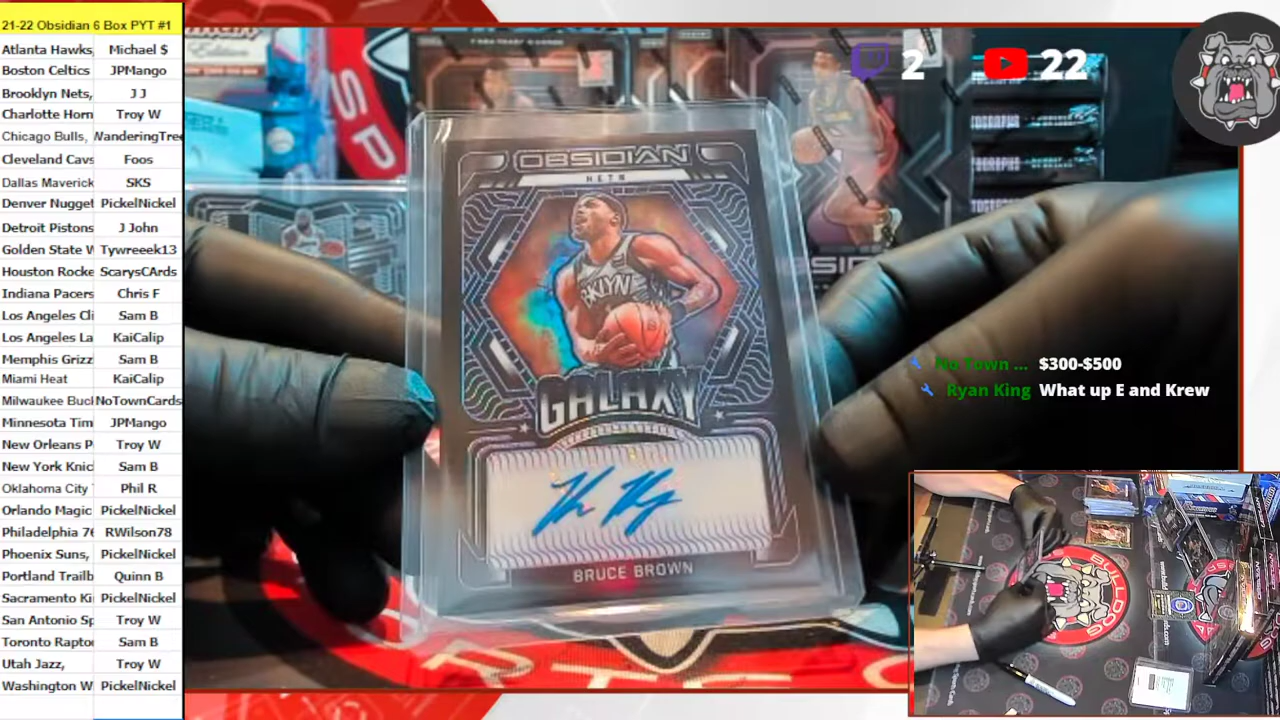 21-22 Obsidian 6 Box PYT #1
Atlanta Hawks, Michael $
Boston Celtics JPMango
Brooklyn Nets, J J
Charlotte Horn Troy W
Chicago Bulls, WanderingTree
Cleveland Cavs Foos
Dallas Maverick SKS
Denver Nugget PickelNickel
Detroit Pistons J John
Golden State W Tywreeek13
Houston Rocke ScarysCArds
Indiana Pacers Chris F
Los Angeles Cli Sam B
Los Angeles La KaiCalip
Memphis Grizz Sam B
Miami Heat KaiCalip
Milwaukee Buc NoTownCards
Minnesota Tim JPMango
New Orleans P Troy W
New York Knic Sam B
Oklahoma City Phil R
Orlando Magic PickelNickel
Philadelphia 76 RWilson78
Phoenix Suns, PickelNickel
Portland Trailb Quinn B
Sacramento Ki PickelNickel
San Antonio Sp Troy W
Toronto Raptor Sam B
Utah Jazz, Troy W
Washington W PickelNickel
2
22
SP
OBSIDIAN
NETS
KLYN
GALAXY
BRUCE BROWN
No Town ... $300-$500
Ryan King What up E and Krew
BULLDOG